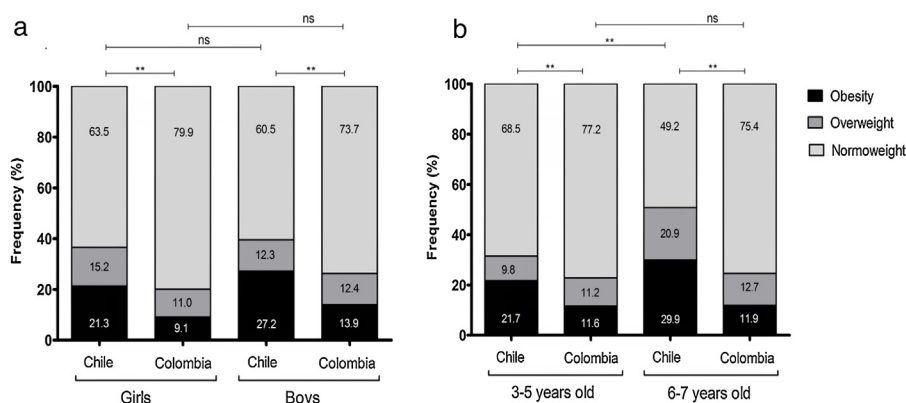 a
ns
ns
**
**
Frequency (%)
100
80
60
40
20
0
63.5
79.9
60.5
73.7
15.2
11.0
12.3
12.4
21.3
9.1
27.2
13.9
Chile
Colombia
Chile
Colombia
Girls
Boys
b
ns
**
**
**
Frequency (%)
100
80
60
40
20
0
68.5
77.2
49.2
75.4
9.8
11.2
20.9
12.7
21.7
11.6
29.9
11.9
Chile
Colombia
Chile
Colombia
3-5 years old
6-7 years old
Obesity
Overweight
Normoweight